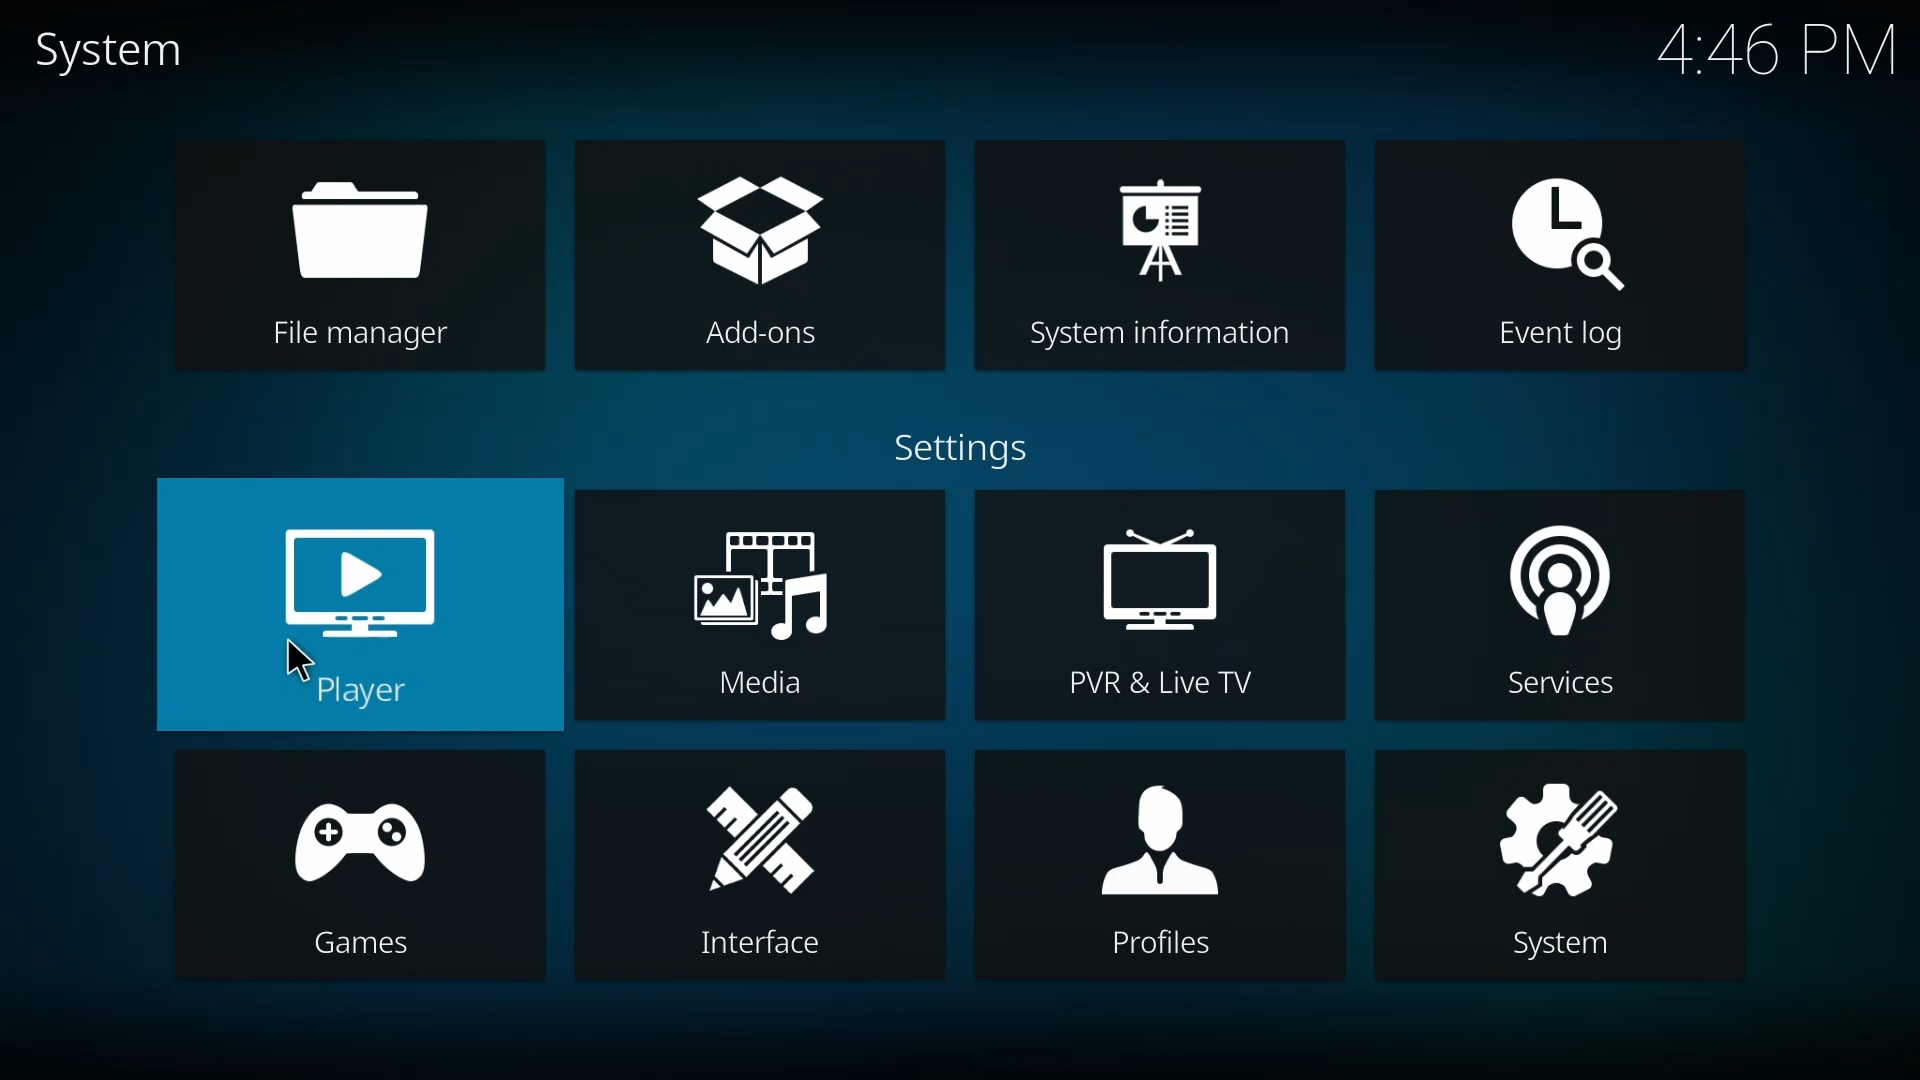 System
4:46 PM
File manager
Add-ons
System information
Event log
Settings
Player
Media
PVR & Live TV
Services
Games
Interface
Profiles
System